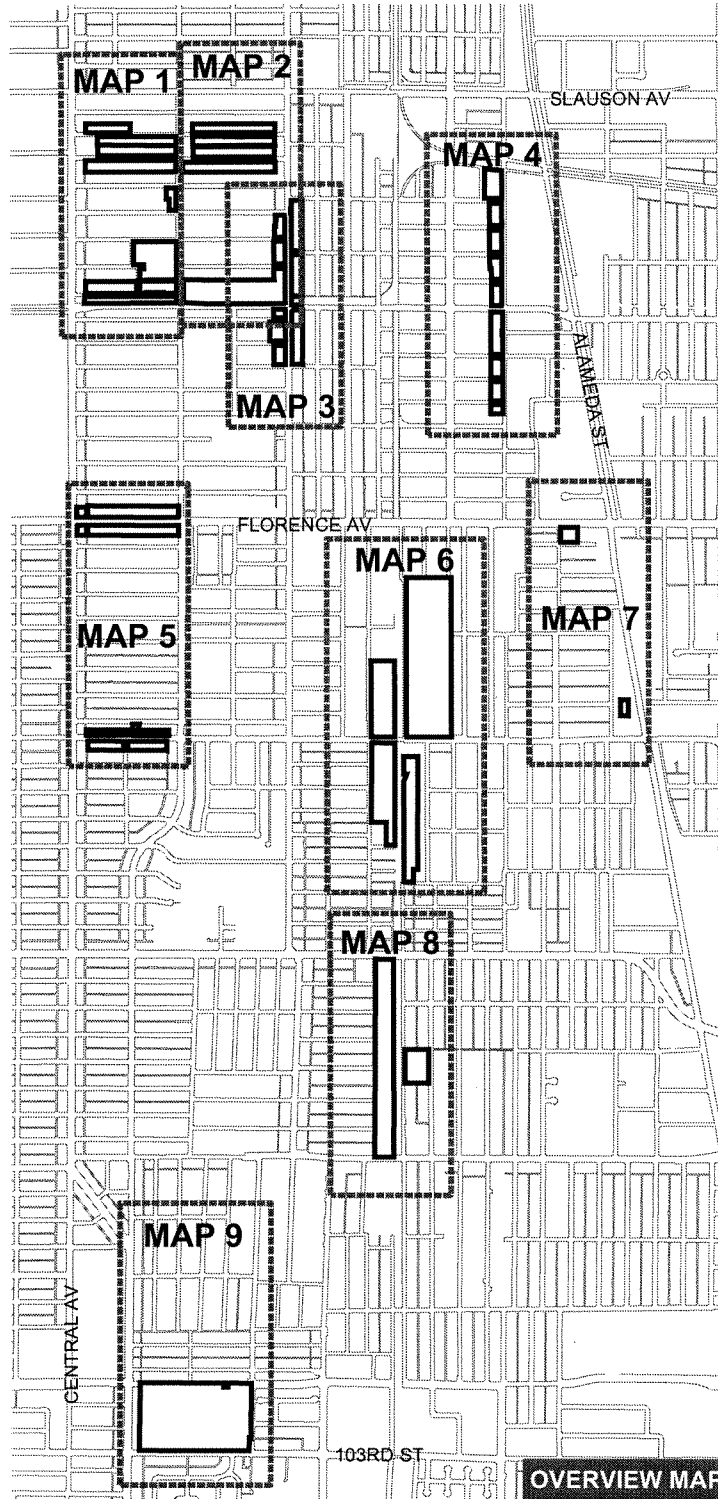 MAP 1
MAP 2
SLAUSON AV
MAP 4
ALAMEDA ST
MAP 3
FLORENCE AV
MAP 6
MAP 7
MAP 5
MAP 8
MAP 9
CENTRAL AV
103RD ST
OVERVIEW MAP